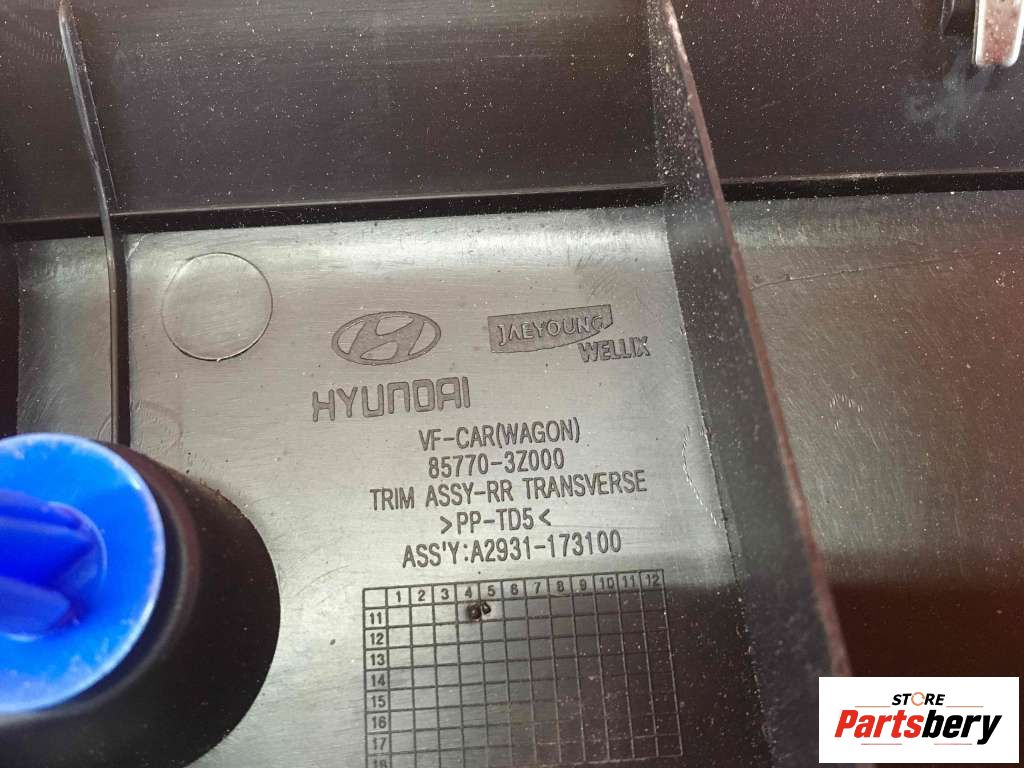 JAEYOUNG
WELLIX
HYUNDAI
VF-CAR(WAGON)
85770-3Z000
TRIM ASSY-RR TRANSVERSE
>PP-TD5<
ASS'Y:A2931-173100
1 2 3 4 5 6 7 8 9 10 11 12
11
12
13
14
15
16
17
18
STORE
Partsbery